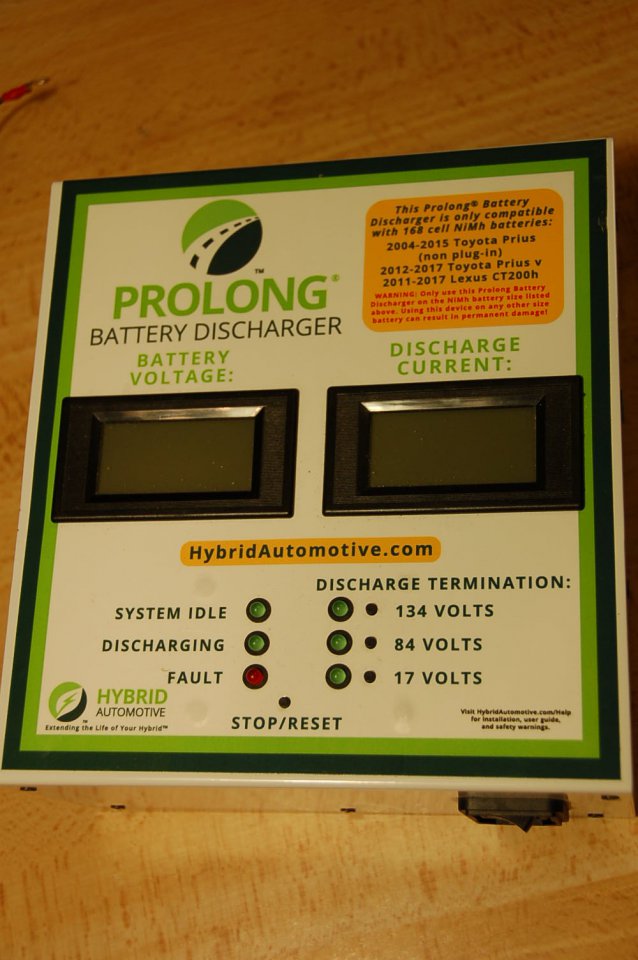 This Prolong® Battery
Discharger is only compatible
with 168 cell NiMh batteries:
2004-2015 Toyota Prius
(non plug-in)
2012-2017 Toyota Prius v
2011-2017 Lexus CT200h
WARNING: Only use this Prolong Battery
Discharger on the NiMh battery size listed
above. Using this device on any other size
battery can result in permanent damage!
™
PROLONG®
BATTERY DISCHARGER
BATTERY
VOLTAGE:
DISCHARGE
CURRENT:
HybridAutomotive.com
DISCHARGE TERMINATION:
SYSTEM IDLE
134 VOLTS
DISCHARGING
84 VOLTS
FAULT
17 VOLTS
STOP/RESET
HYBRID
AUTOMOTIVE
™
Extending the Life of Your Hybrid™
Visit HybridAutomotive.com/Help
for installation, user guide,
and safety warnings.